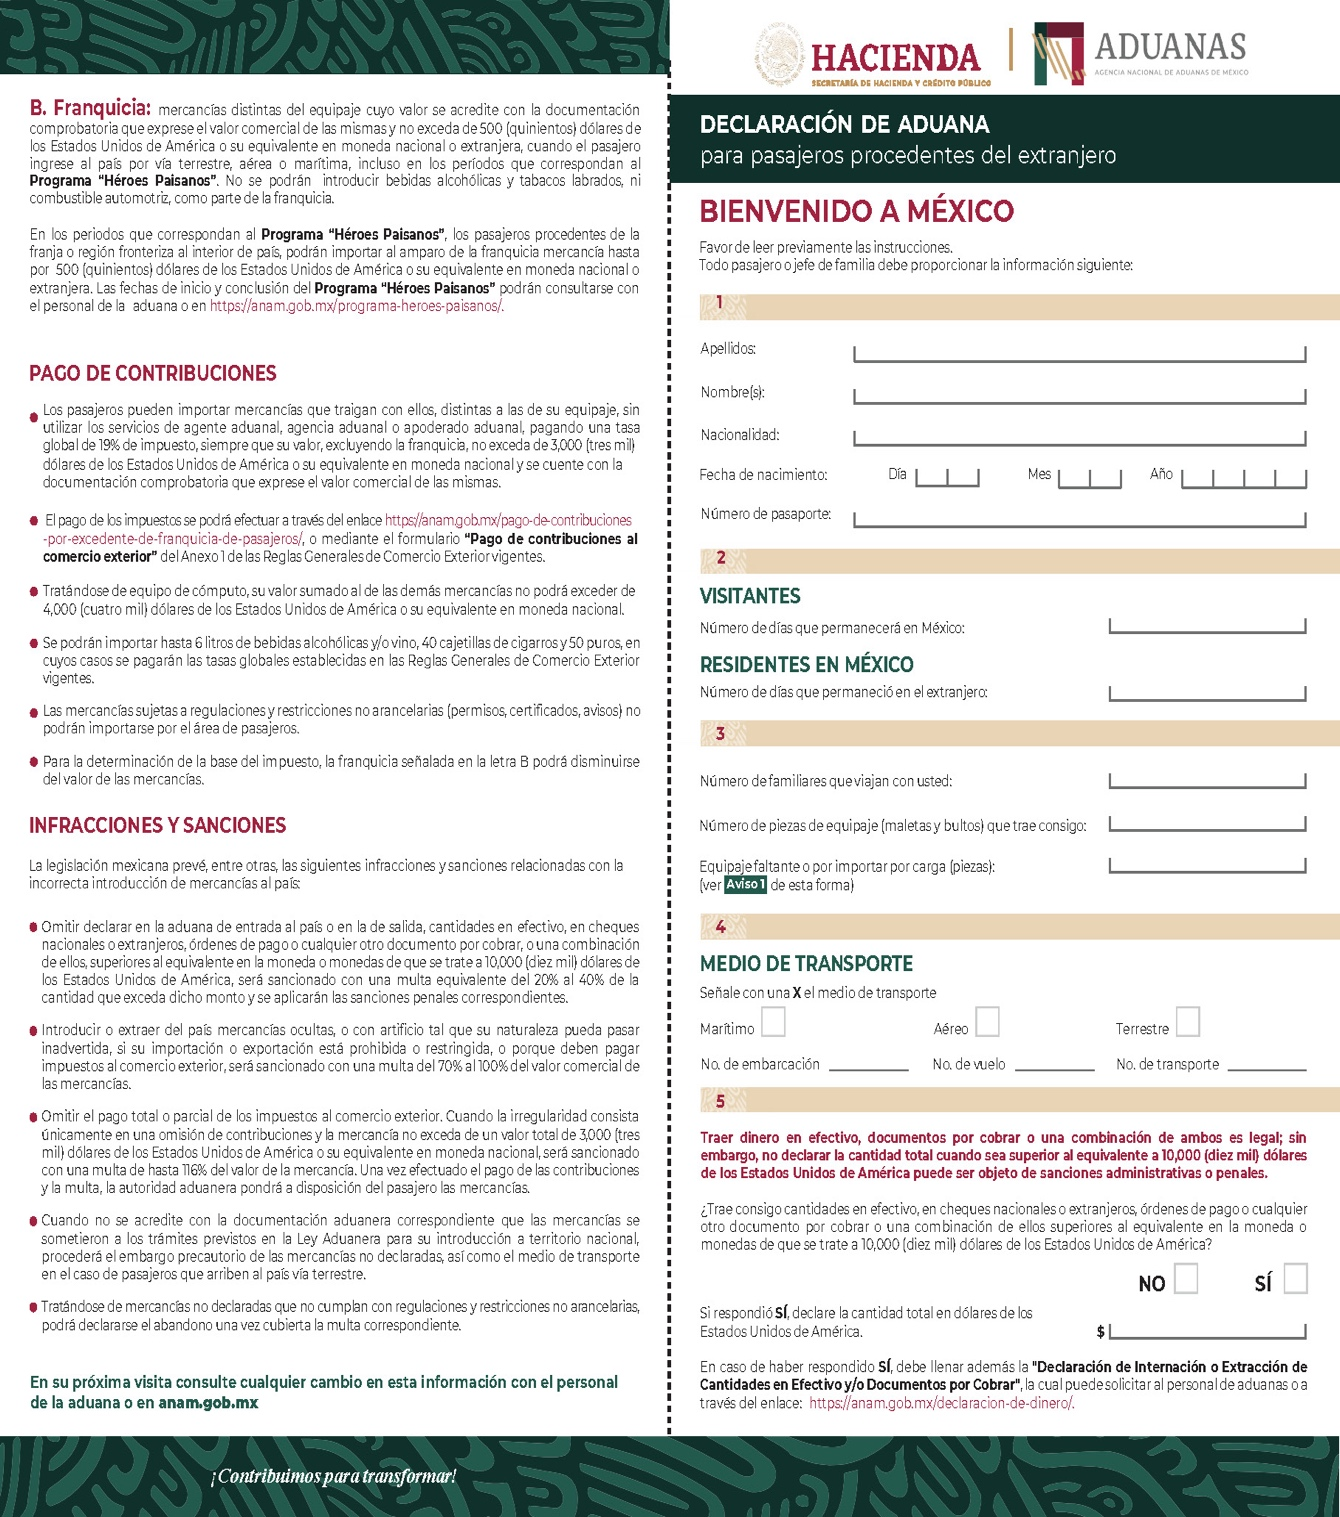 B. Franquicia: mercancías distintas del equipaje cuyo valor se acredite con la documentación
comprobatoria que exprese el valor comercial de las mismas y no exceda de 500 (quinientos) dólares de
los Estados Unidos de América o su equivalente en moneda nacional o extranjera, cuando el pasajero
ingrese al país por vía terrestre, aérea o marítima, incluso en los períodos que correspondan al
Programa “Héroes Paisanos”. No se podrán introducir bebidas alcohólicas y tabacos labrados, ni
combustible automotriz, como parte de la franquicia.
En los periodos que correspondan al Programa “Héroes Paisanos”, los pasajeros procedentes de la
franja o región fronteriza al interior de país, podrán importar al amparo de la franquicia mercancía hasta
por 500 (quinientos) dólares de los Estados Unidos de América o su equivalente en moneda nacional o
extranjera. Las fechas de inicio y conclusión del Programa “Héroes Paisanos” podrán consultarse con
el personal de la aduana o en https://anam.gob.mx/programa-heroes-paisanos/.
PAGO DE CONTRIBUCIONES
Los pasajeros pueden importar mercancías que traigan con ellos, distintas a las de su equipaje, sin
utilizar los servicios de agente aduanal, agencia aduanal o apoderado aduanal, pagando una tasa
global de 19% de impuesto, siempre que su valor, excluyendo la franquicia, no exceda de 3,000 (tres mil)
dólares de los Estados Unidos de América o su equivalente en moneda nacional y se cuente con la
documentación comprobatoria que exprese el valor comercial de las mismas.
El pago de los impuestos se podrá efectuar a través del enlace https://anam.gob.mx/pago-de-contribuciones
-por-excedente-de-franquicia-de-pasajeros/, o mediante el formulario “Pago de contribuciones al
comercio exterior” del Anexo 1 de las Reglas Generales de Comercio Exterior vigentes.
Tratándose de equipo de cómputo, su valor sumado al de las demás mercancías no podrá exceder de
4,000 (cuatro mil) dólares de los Estados Unidos de América o su equivalente en moneda nacional.
Se podrán importar hasta 6 litros de bebidas alcohólicas y/o vino, 40 cajetillas de cigarros y 50 puros, en
cuyos casos se pagarán las tasas globales establecidas en las Reglas Generales de Comercio Exterior
vigentes.
Las mercancías sujetas a regulaciones y restricciones no arancelarias (permisos, certificados, avisos) no
podrán importarse por el área de pasajeros.
Para la determinación de la base del impuesto, la franquicia señalada en la letra B podrá disminuirse
del valor de las mercancías.
INFRACCIONES Y SANCIONES
La legislación mexicana prevé, entre otras, las siguientes infracciones y sanciones relacionadas con la
incorrecta introducción de mercancías al país:
Omitir declarar en la aduana de entrada al país o en la de salida, cantidades en efectivo, en cheques
nacionales o extranjeros, órdenes de pago o cualquier otro documento por cobrar, o una combinación
de ellos, superiores al equivalente en la moneda o monedas de que se trate a 10,000 (diez mil) dólares de
los Estados Unidos de América, será sancionado con una multa equivalente del 20% al 40% de la
cantidad que exceda dicho monto y se aplicarán las sanciones penales correspondientes.
Introducir o extraer del país mercancías ocultas, o con artificio tal que su naturaleza pueda pasar
inadvertida, si su importación o exportación está prohibida o restringida, o porque deben pagar
impuestos al comercio exterior, será sancionado con una multa del 70% al 100% del valor comercial de
las mercancías.
Omitir el pago total o parcial de los impuestos al comercio exterior. Cuando la irregularidad consista
únicamente en una omisión de contribuciones y la mercancía no exceda de un valor total de 3,000 (tres
mil) dólares de los Estados Unidos de América o su equivalente en moneda nacional, será sancionado
con una multa de hasta 116% del valor de la mercancía. Una vez efectuado el pago de las contribuciones
y la multa, la autoridad aduanera pondrá a disposición del pasajero las mercancías.
Cuando no se acredite con la documentación aduanera correspondiente que las mercancías se
sometieron a los trámites previstos en la Ley Aduanera para su introducción a territorio nacional,
procederá el embargo precautorio de las mercancías no declaradas, así como el medio de transporte
en el caso de pasajeros que arriben al país vía terrestre.
Tratándose de mercancías no declaradas que no cumplan con regulaciones y restricciones no arancelarias,
podrá declararse el abandono una vez cubierta la multa correspondiente.
En su próxima visita consulte cualquier cambio en esta información con el personal
de la aduana o en anam.gob.mx
¡Contribuimos para transformar!
HACIENDA
SECRETARÍA DE HACIENDA Y CRÉDITO PÚBLICO
ADUANAS
AGENCIA NACIONAL DE ADUANAS DE MÉXICO
DECLARACIÓN DE ADUANA
para pasajeros procedentes del extranjero
BIENVENIDO A MÉXICO
Favor de leer previamente las instrucciones.
Todo pasajero o jefe de familia debe proporcionar la información siguiente:
1
Apellidos:
Nombre(s):
Nacionalidad:
Fecha de nacimiento: Día Mes Año
Número de pasaporte:
2
VISITANTES
Número de días que permanecerá en México:
RESIDENTES EN MÉXICO
Número de días que permaneció en el extranjero:
3
Número de familiares que viajan con usted:
Número de piezas de equipaje (maletas y bultos) que trae consigo:
Equipaje faltante o por importar por carga (piezas):
(ver Aviso 1 de esta forma)
4
MEDIO DE TRANSPORTE
Señale con una X el medio de transporte
Marítimo Aéreo Terrestre
No. de embarcación No. de vuelo No. de transporte
5
Traer dinero en efectivo, documentos por cobrar o una combinación de ambos es legal; sin
embargo, no declarar la cantidad total cuando sea superior al equivalente a 10,000 (diez mil) dólares
de los Estados Unidos de América puede ser objeto de sanciones administrativas o penales.
¿Trae consigo cantidades en efectivo, en cheques nacionales o extranjeros, órdenes de pago o cualquier
otro documento por cobrar o una combinación de ellos superiores al equivalente en la moneda o
monedas de que se trate a 10,000 (diez mil) dólares de los Estados Unidos de América?
NO SÍ
Si respondió SÍ, declare la cantidad total en dólares de los
Estados Unidos de América. $
En caso de haber respondido SÍ, debe llenar además la "Declaración de Internación o Extracción de
Cantidades en Efectivo y/o Documentos por Cobrar", la cual puede solicitar al personal de aduanas o a
través del enlace: https://anam.gob.mx/declaracion-de-dinero/.